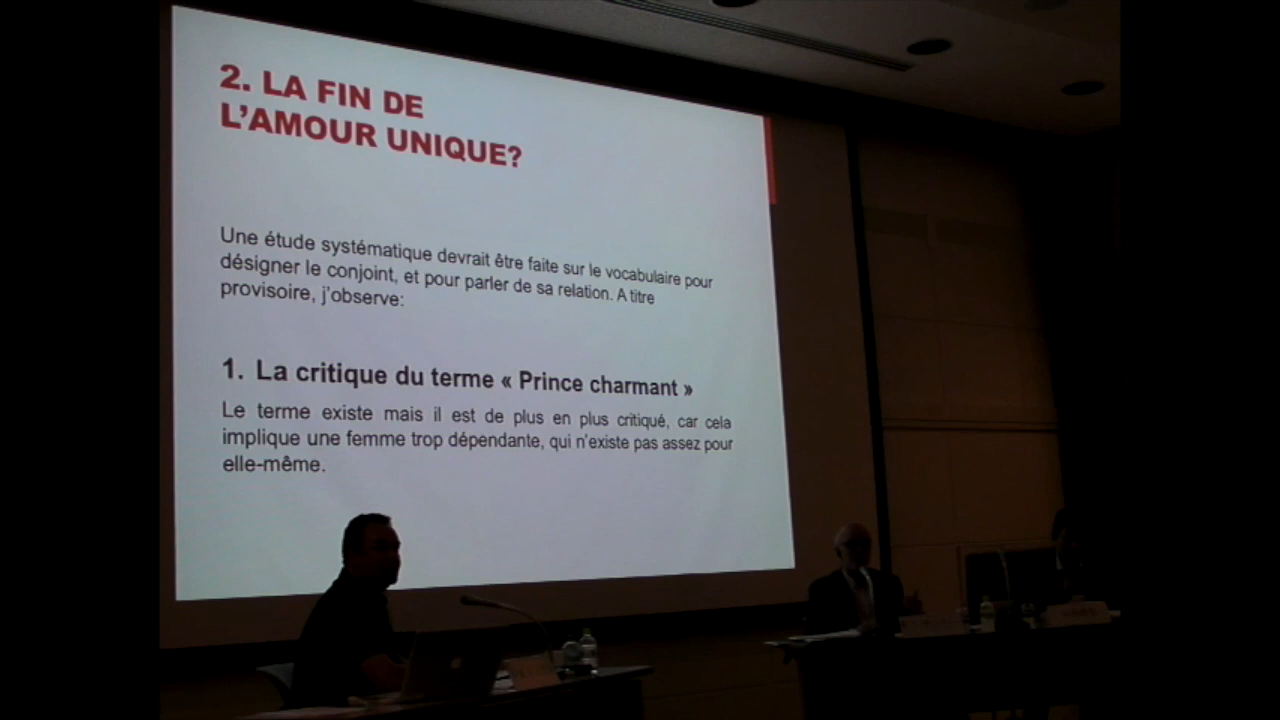 2. LA FIN DE
L'AMOUR UNIQUE?
Une étude systématique devrait être faite sur le vocabulaire pour
désigner le conjoint, et pour parler de sa relation. A titre
provisoire, j'observe:
1. La critique du terme « Prince charmant »
Le terme existe mais il est de plus en plus critiqué, car cela
implique une femme trop dépendante, qui n'existe pas assez pour
elle-même.